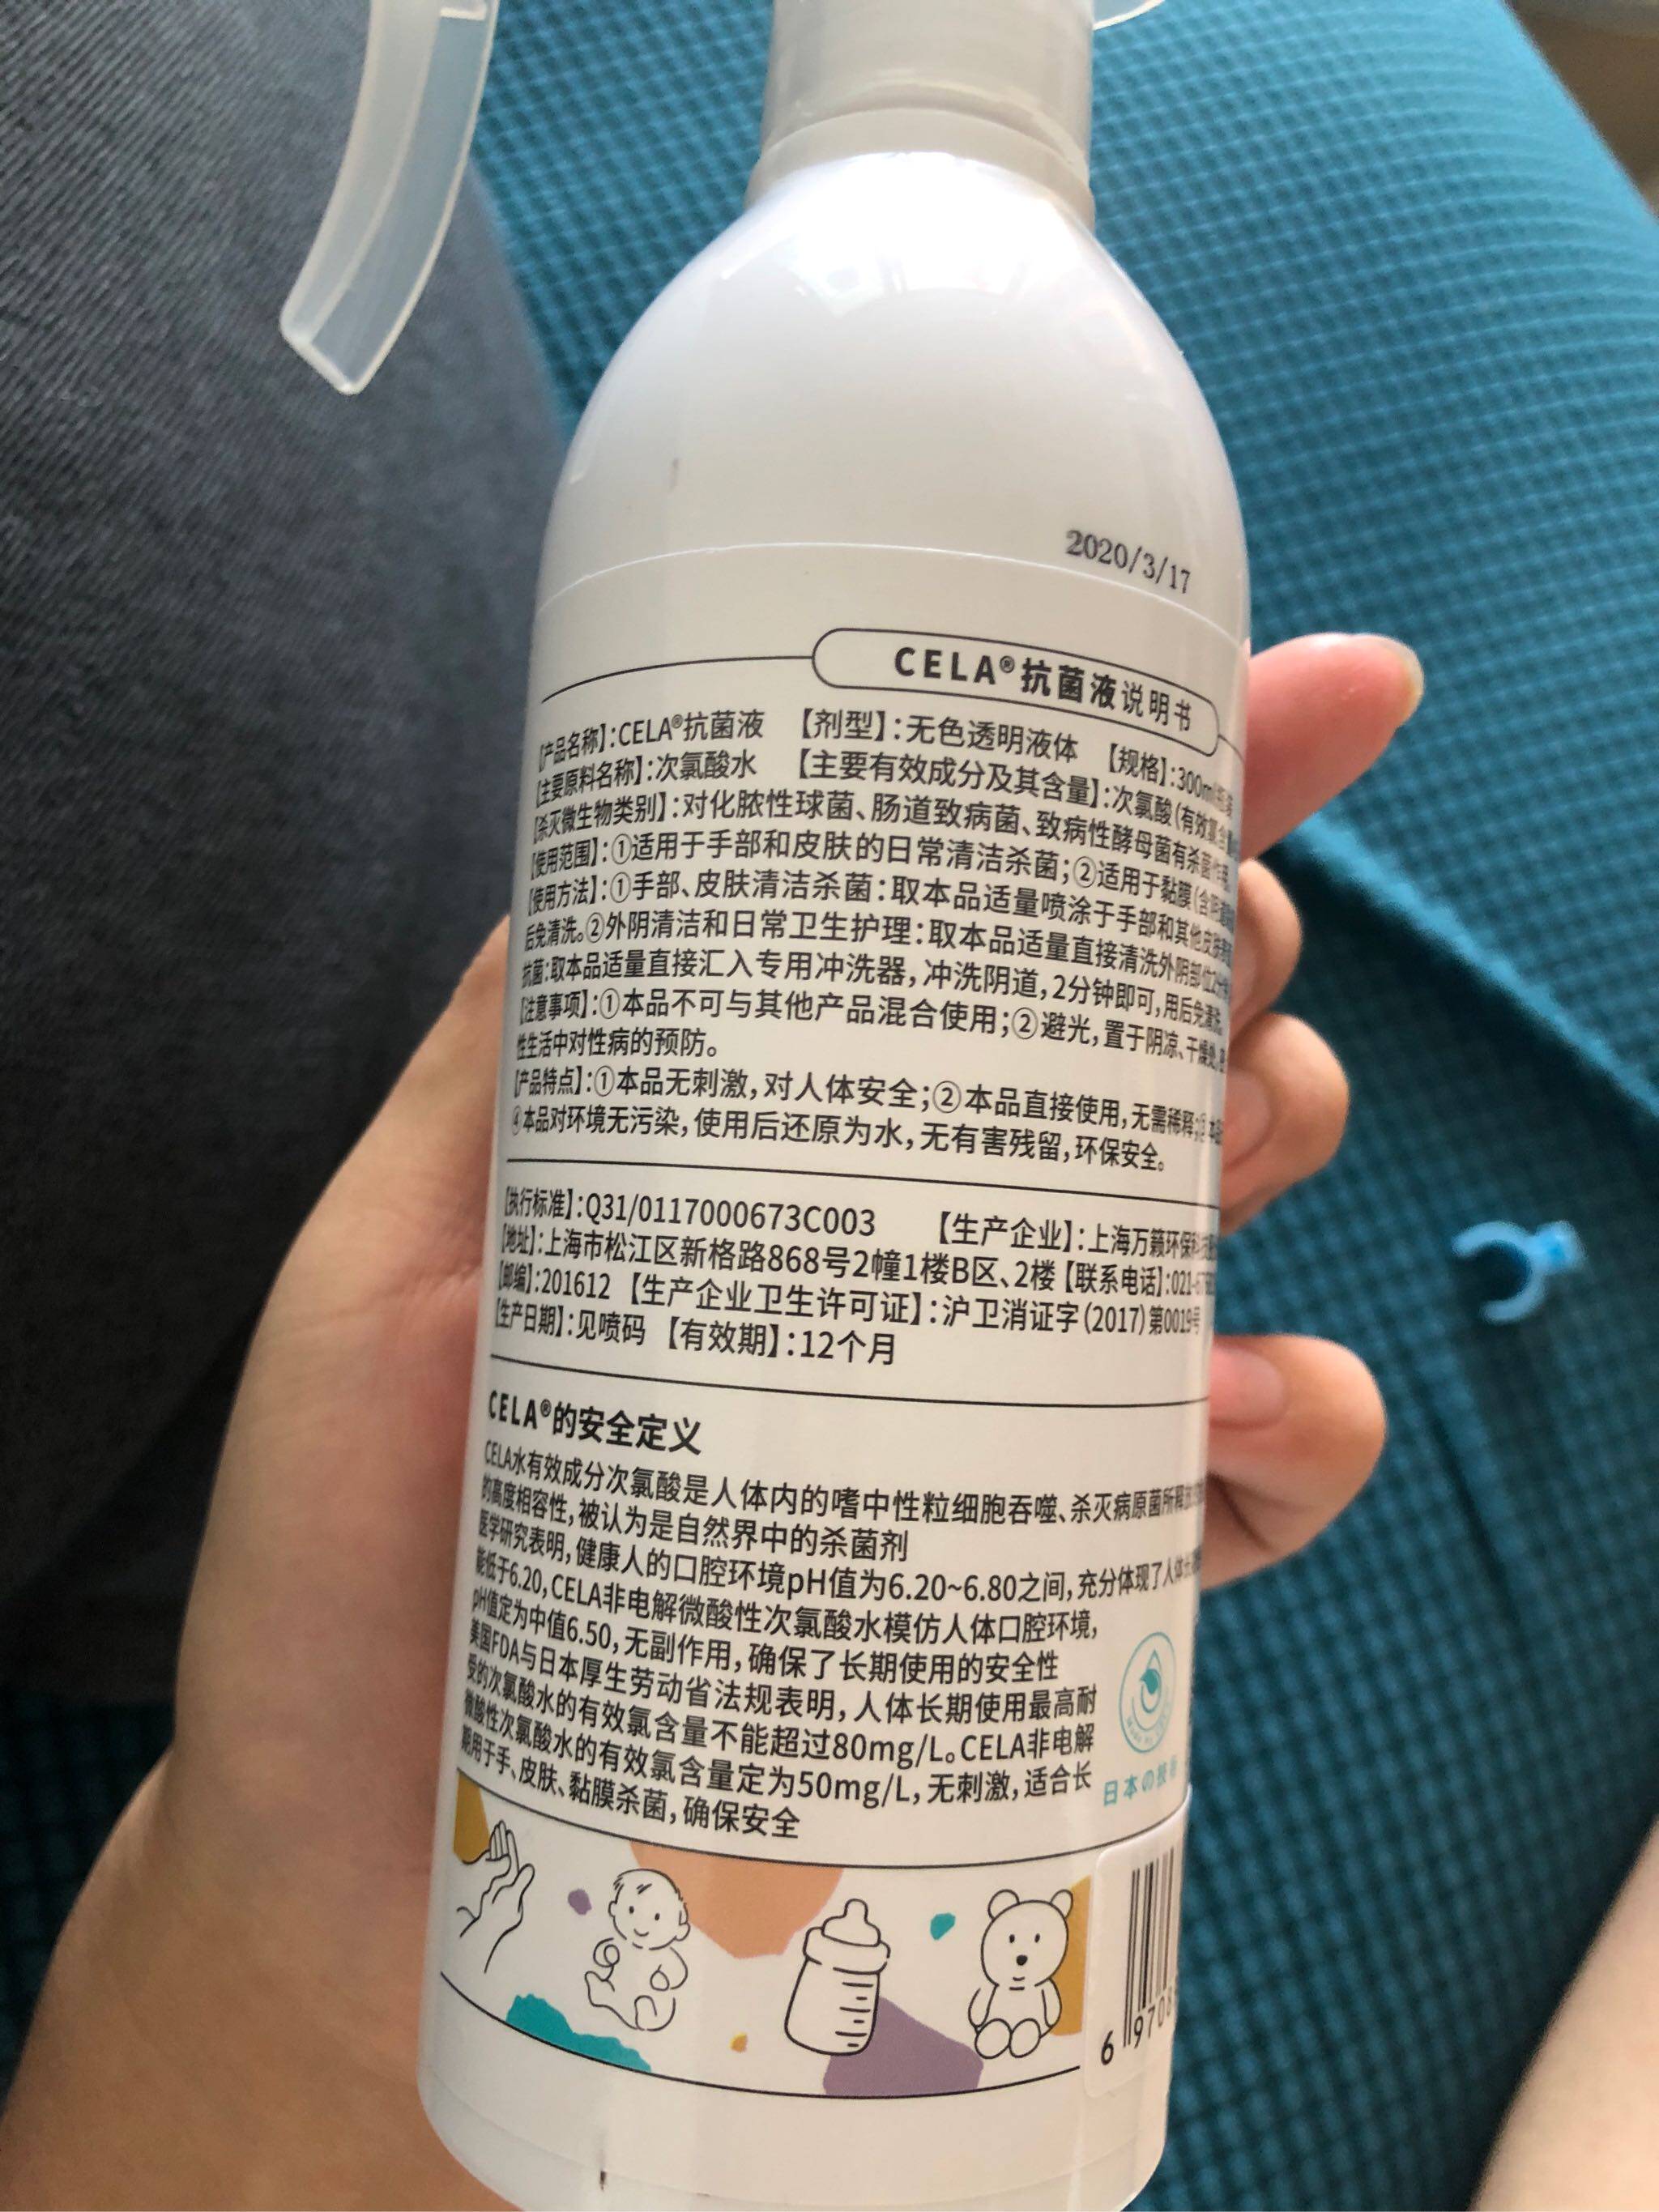 2020/3/17
CELA®抗菌液说明书
【产品名称】:CELA®抗菌液 【剂型】:无色透明液体 【规格】:300ml
【主要原料名称】:次氯酸水 【主要有效成分及其含量】:次氯酸(有效氯含
【杀灭微生物类别】:对化脓性球菌、肠道致病菌、致病性酵母菌有杀菌作用。
【使用范围】:①适用于手部和皮肤的日常清洁杀菌;②适用于黏膜(含阴道
【使用方法】:①手部、皮肤清洁杀菌:取本品适量喷涂于手部和其他皮肤
后免清洗。②外阴清洁和日常卫生护理:取本品适量直接清洗外阴部位2分钟
抗菌:取本品适量直接汇入专用冲洗器,冲洗阴道,2分钟即可,用后免清洗。
【注意事项】:①本品不可与其他产品混合使用;②避光,置于阴凉、干燥处,
性生活中对性病的预防。
【产品特点】:①本品无刺激,对人体安全;②本品直接使用,无需稀释;③
④本品对环境无污染,使用后还原为水,无有害残留,环保安全。
【执行标准】:Q31/0117000673C003 【生产企业】:上海万籁环保科
【地址】:上海市松江区新格路868号2幢1楼B区、2楼【联系电话】:021-
【邮编】:201612 【生产企业卫生许可证】:沪卫消证字(2017)第0019号
【生产日期】:见喷码 【有效期】:12个月
CELA®的安全定义
CELA水有效成分次氯酸是人体内的嗜中性粒细胞吞噬、杀灭病原菌所释放
的高度相容性,被认为是自然界中的杀菌剂
医学研究表明,健康人的口腔环境pH值为6.20~6.80之间,充分体现了人体
能低于6.20,CELA非电解微酸性次氯酸水模仿人体口腔环境,
pH值定为中值6.50,无副作用,确保了长期使用的安全性
美国FDA与日本厚生劳动省法规表明,人体长期使用最高耐
受的次氯酸水的有效氯含量不能超过80mg/L。CELA非电解
微酸性次氯酸水的有效氯含量定为50mg/L,无刺激,适合长
期用于手、皮肤、黏膜杀菌,确保安全
日本の技
6 9708